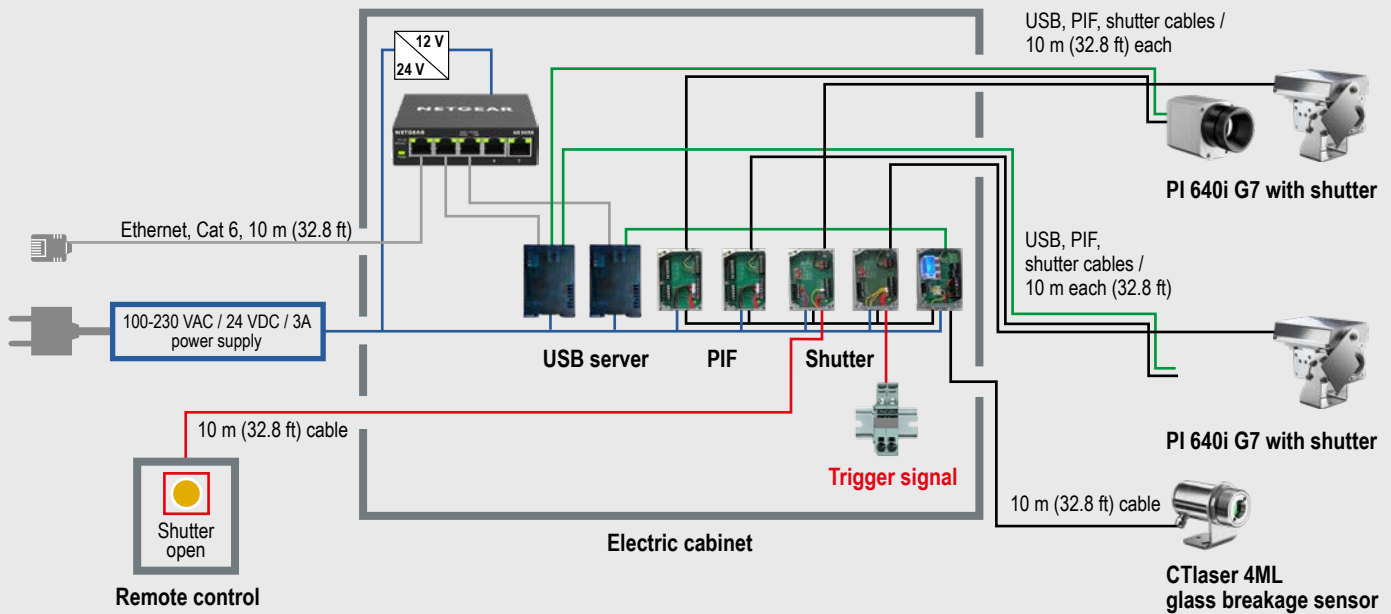 USB, PIF, shutter cables /
10 m (32.8 ft) each
12 V
24 V
NETGEAR
NETGEAR
PI 640i G7 with shutter
Ethernet, Cat 6, 10 m (32.8 ft)
USB, PIF,
shutter cables /
10 m each (32.8 ft)
100-230 VAC / 24 VDC / 3A
power supply
USB server
PIF
Shutter
10 m (32.8 ft) cable
PI 640i G7 with shutter
Trigger signal
10 m (32.8 ft) cable
Shutter
open
Electric cabinet
Remote control
CTlaser 4ML
glass breakage sensor